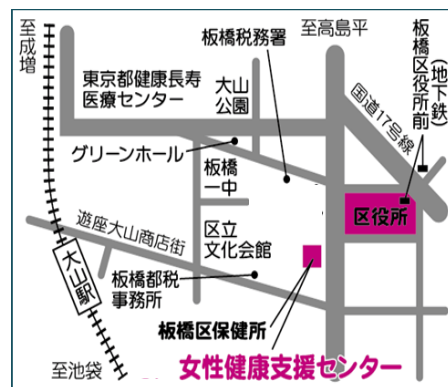 至成増
至高島平
板橋税務署
板橋区役所前
(地下鉄)
東京都健康長寿
医療センター
大山
公園
国道17号線
グリーンホール
板橋
一中
遊座大山商店街
区立
文化会館
区役所
大山駅
板橋都税
事務所
板橋区保健所
至池袋
女性健康支援センター